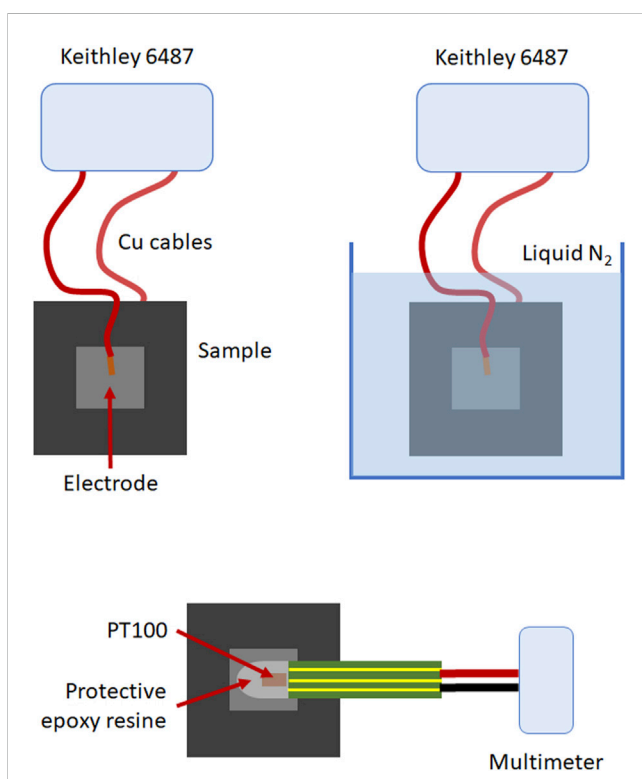 Keithley 6487
Keithley 6487
Cu cables
Liquid N₂
Sample
Electrode
PT100
Protective
epoxy resine
Multimeter